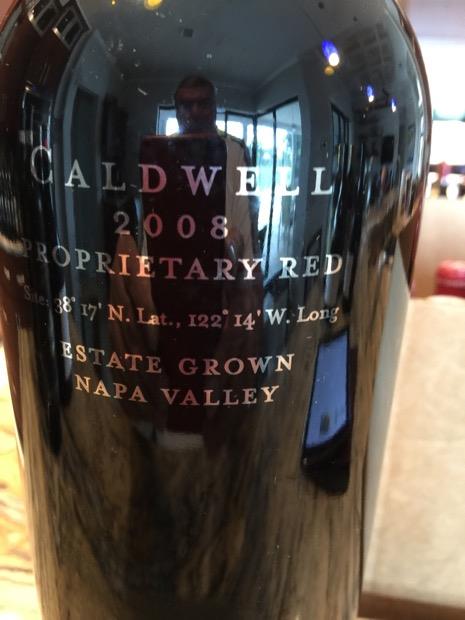 CALDWELL
2008
PROPRIETARY RED
Site: 38° 17' N. Lat., 122° 14' W. Long
ESTATE GROWN
NAPA VALLEY